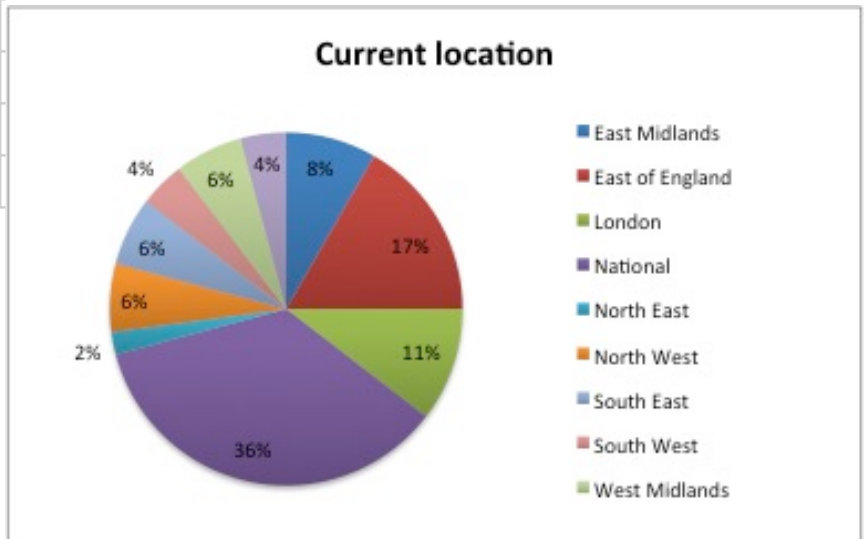 Current location
4%
6%
4%
8%
6%
17%
6%
2%
11%
36%
East Midlands
East of England
London
National
North East
North West
South East
South West
West Midlands